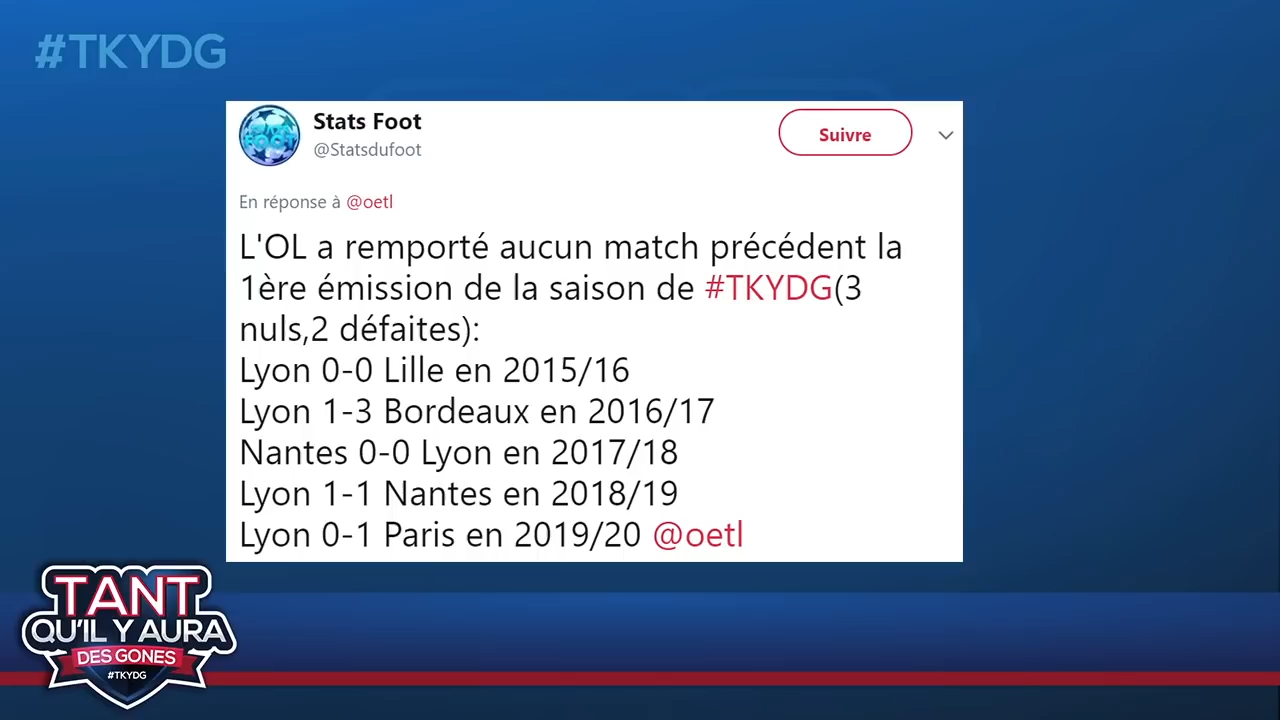 #TKYDG
Stats Foot
@Statsdufoot
Suivre
En réponse à @oetl
L'OL a remporté aucun match précédent la
1ère émission de la saison de #TKYDG(3
nuls,2 défaites):
Lyon 0-0 Lille en 2015/16
Lyon 1-3 Bordeaux en 2016/17
Nantes 0-0 Lyon en 2017/18
Lyon 1-1 Nantes en 2018/19
Lyon 0-1 Paris en 2019/20 @oetl
TANT
QU'IL Y AURA
DES GONES
#TKYDG